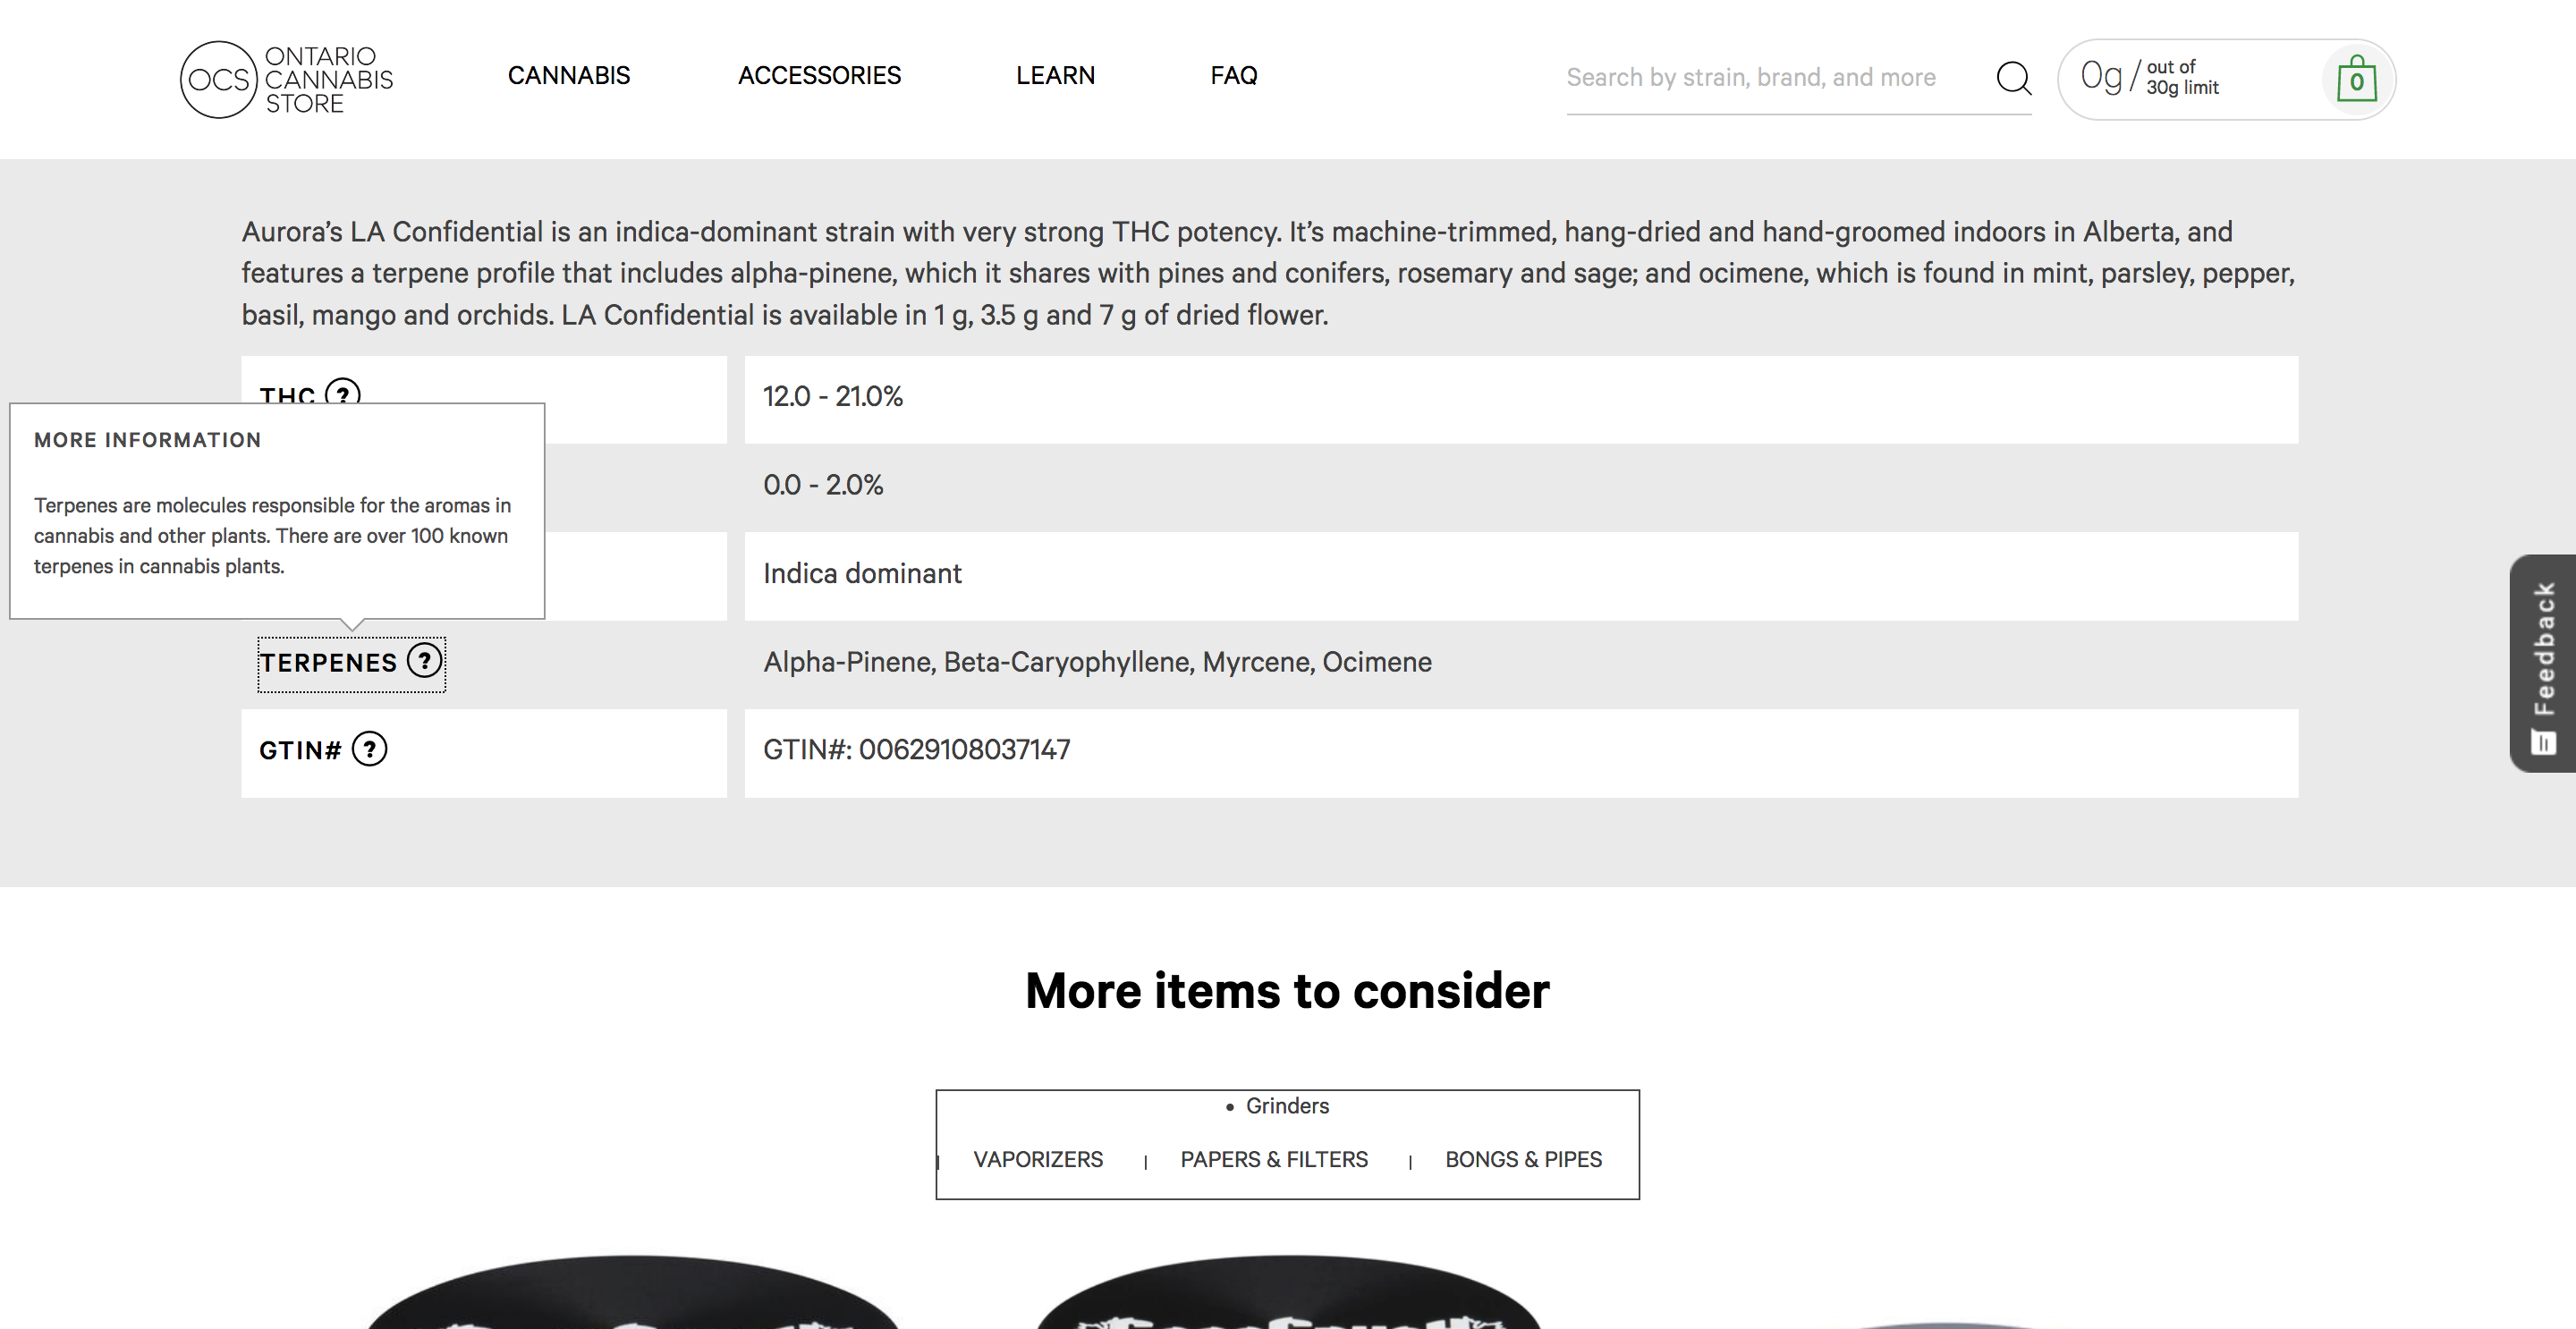 OCS ONTARIO CANNABIS STORE
CANNABIS
ACCESSORIES
LEARN
FAQ
Search by strain, brand, and more
0g / out of 30g limit
0
Aurora’s LA Confidential is an indica-dominant strain with very strong THC potency. It’s machine-trimmed, hang-dried and hand-groomed indoors in Alberta, and
features a terpene profile that includes alpha-pinene, which it shares with pines and conifers, rosemary and sage; and ocimene, which is found in mint, parsley, pepper,
basil, mango and orchids. LA Confidential is available in 1 g, 3.5 g and 7 g of dried flower.
THC ?
12.0 - 21.0%
MORE INFORMATION
Terpenes are molecules responsible for the aromas in
cannabis and other plants. There are over 100 known
terpenes in cannabis plants.
0.0 - 2.0%
Indica dominant
TERPENES ?
Alpha-Pinene, Beta-Caryophyllene, Myrcene, Ocimene
GTIN# ?
GTIN#: 00629108037147
Feedback
More items to consider
• Grinders
VAPORIZERS | PAPERS & FILTERS | BONGS & PIPES